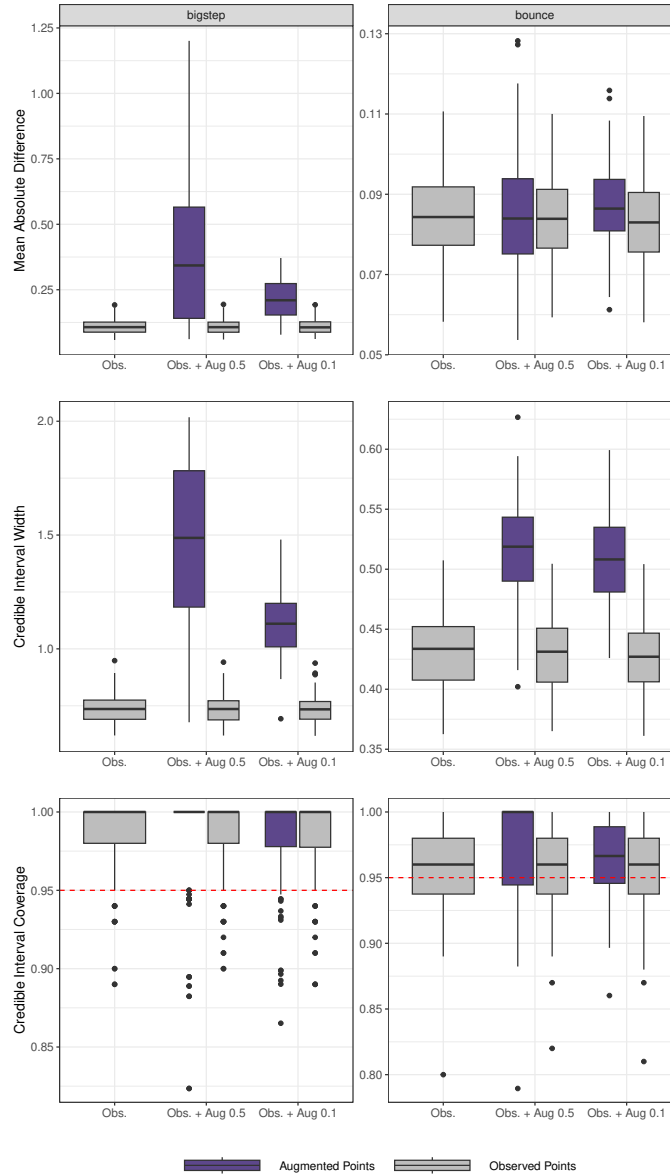 bigstep
bounce
Mean Absolute Difference
1.25
1.00
0.75
0.50
0.25
0.13
0.11
0.09
0.07
0.05
Obs.
Obs. + Aug 0.5
Obs. + Aug 0.1
Obs.
Obs. + Aug 0.5
Obs. + Aug 0.1
Credible Interval Width
2.0
1.5
1.0
0.60
0.55
0.50
0.45
0.40
0.35
Obs.
Obs. + Aug 0.5
Obs. + Aug 0.1
Obs.
Obs. + Aug 0.5
Obs. + Aug 0.1
Credible Interval Coverage
1.00
0.95
0.90
0.85
1.00
0.95
0.90
0.85
0.80
Obs.
Obs. + Aug 0.5
Obs. + Aug 0.1
Obs.
Obs. + Aug 0.5
Obs. + Aug 0.1
Augmented Points
Observed Points